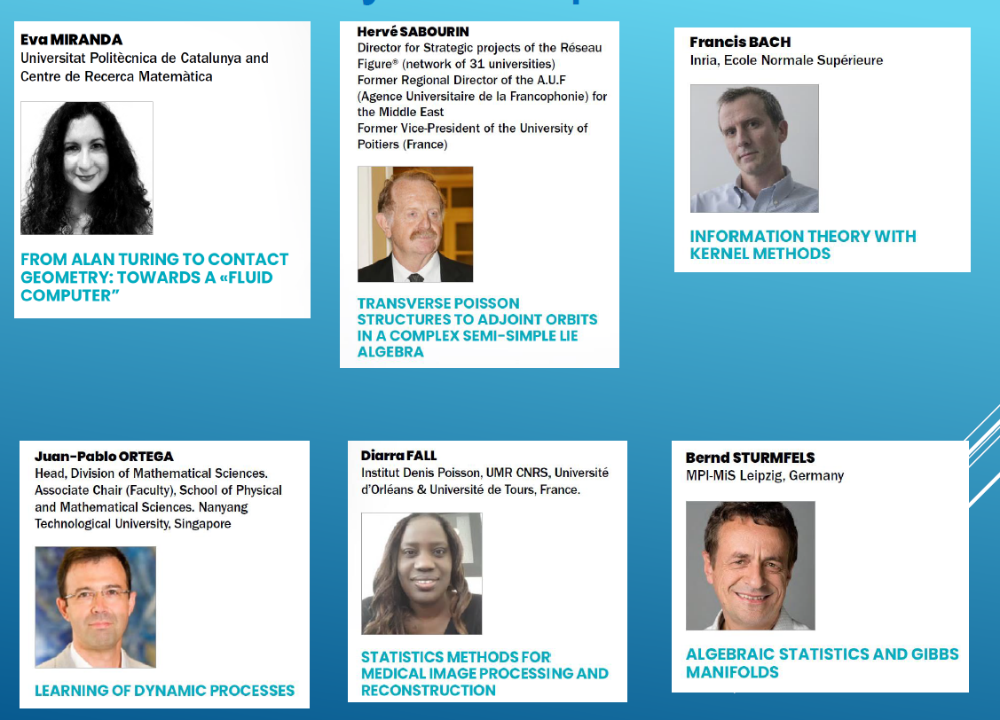 Eva MIRANDA
Universitat Politècnica de Catalunya and
Centre de Recerca Matemàtica
FROM ALAN TURING TO CONTACT
GEOMETRY: TOWARDS A «FLUID
COMPUTER”
Hervé SABOURIN
Director for Strategic projects of the Réseau
Figure® (network of 31 universities)
Former Regional Director of the A.U.F
(Agence Universitaire de la Francophonie) for
the Middle East
Former Vice-President of the University of
Poitiers (France)
TRANSVERSE POISSON
STRUCTURES TO ADJOINT ORBITS
IN A COMPLEX SEMI-SIMPLE LIE
ALGEBRA
Francis BACH
Inria, Ecole Normale Supérieure
INFORMATION THEORY WITH
KERNEL METHODS
Juan-Pablo ORTEGA
Head, Division of Mathematical Sciences.
Associate Chair (Faculty), School of Physical
and Mathematical Sciences. Nanyang
Technological University, Singapore
LEARNING OF DYNAMIC PROCESSES
Diarra FALL
Institut Denis Poisson, UMR CNRS, Université
d’Orléans & Université de Tours, France.
STATISTICS METHODS FOR
MEDICAL IMAGE PROCESSING AND
RECONSTRUCTION
Bernd STURMFELS
MPI-MiS Leipzig, Germany
ALGEBRAIC STATISTICS AND GIBBS
MANIFOLDS